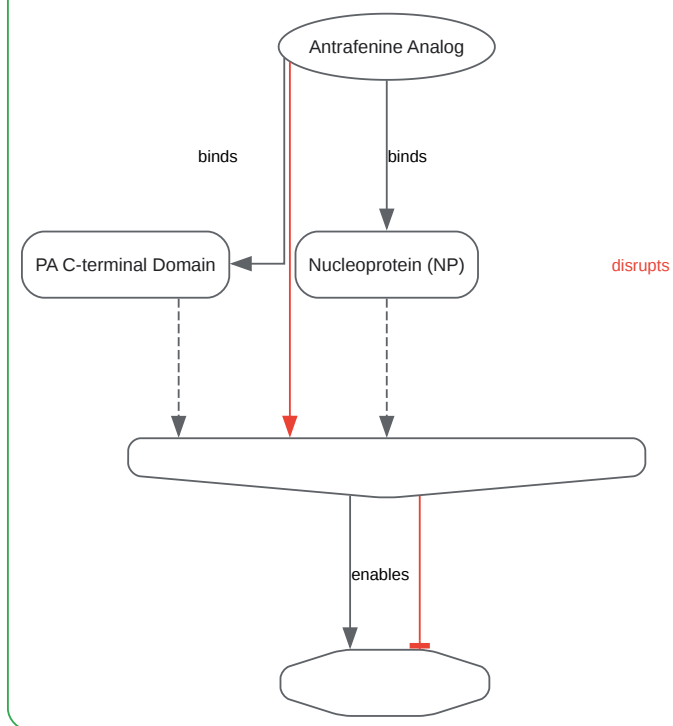 Antrafenine Analog
binds
binds
PA C-terminal Domain
Nucleoprotein (NP)
disrupts
enables